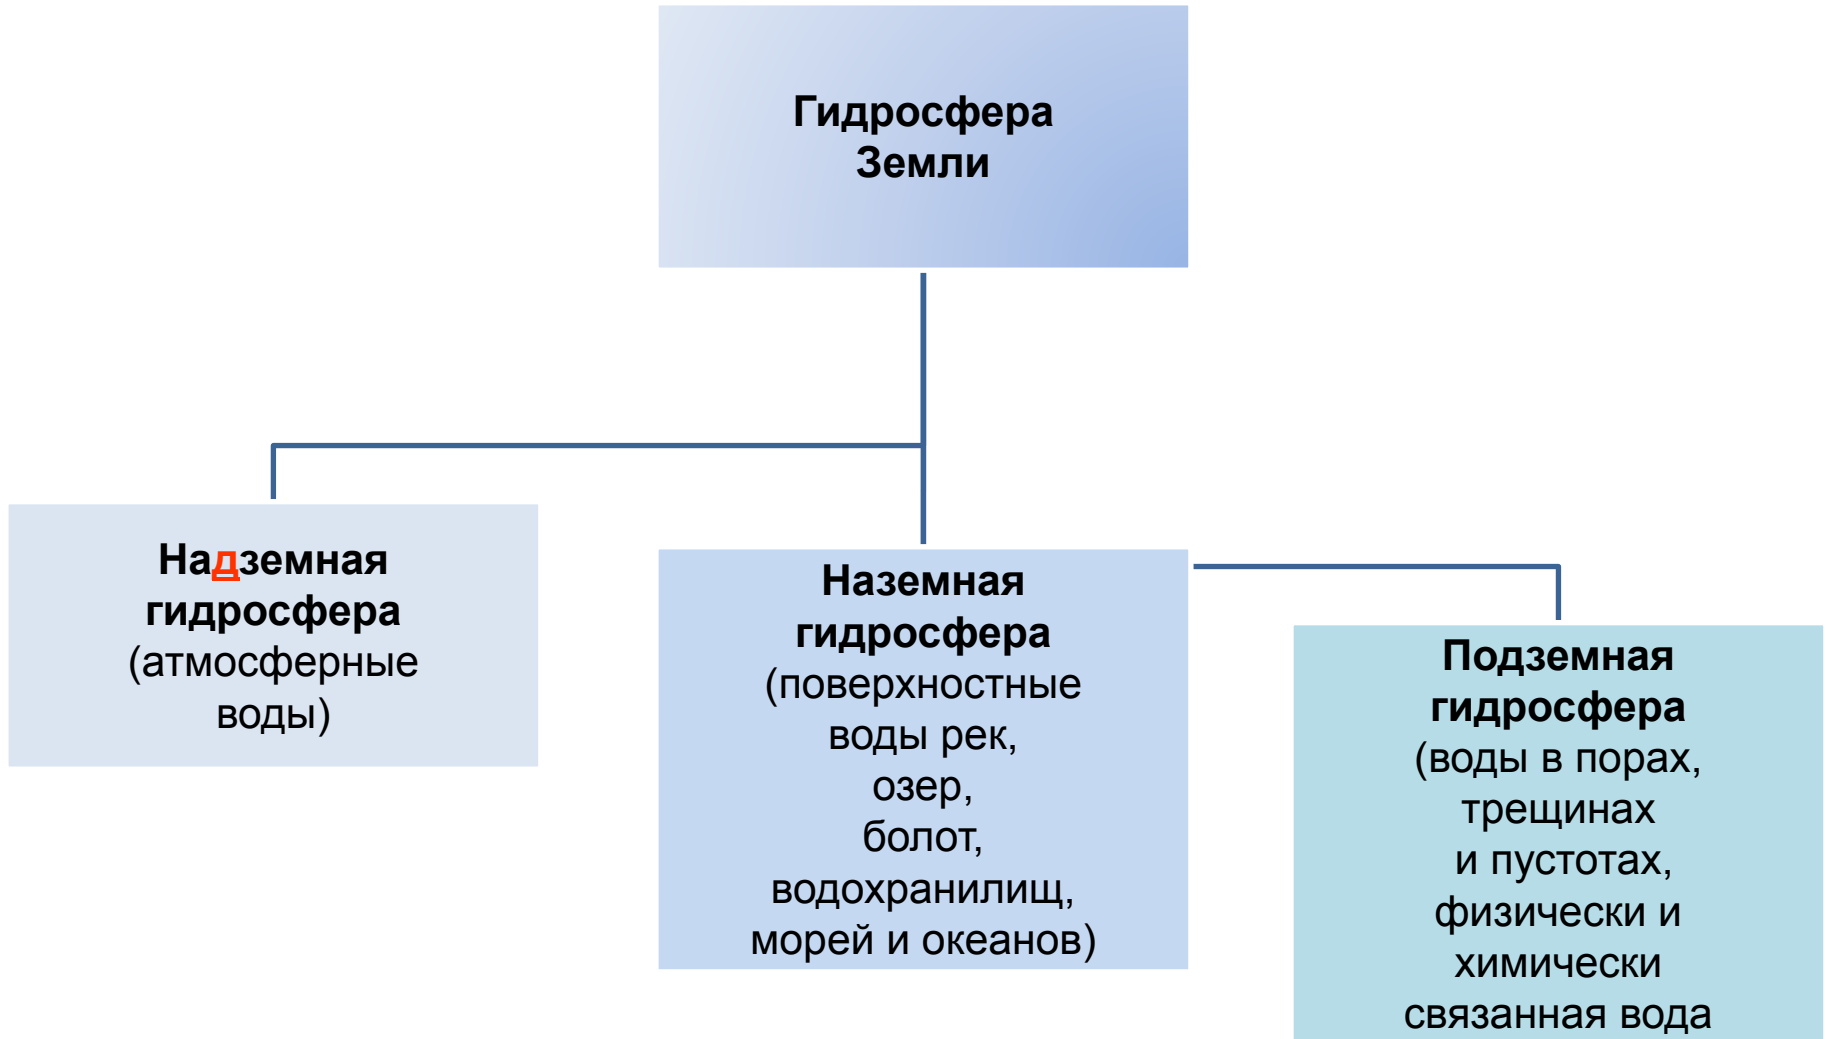 Гидросфера
Земли
Надземная
гидросфера
(атмосферные
воды)
Наземная
гидросфера
(поверхностные
воды рек,
озер,
болот,
водохранилищ,
морей и океанов)
Подземная
гидросфера
(воды в порах,
трещинах
и пустотах,
физически и
химически
связанная вода